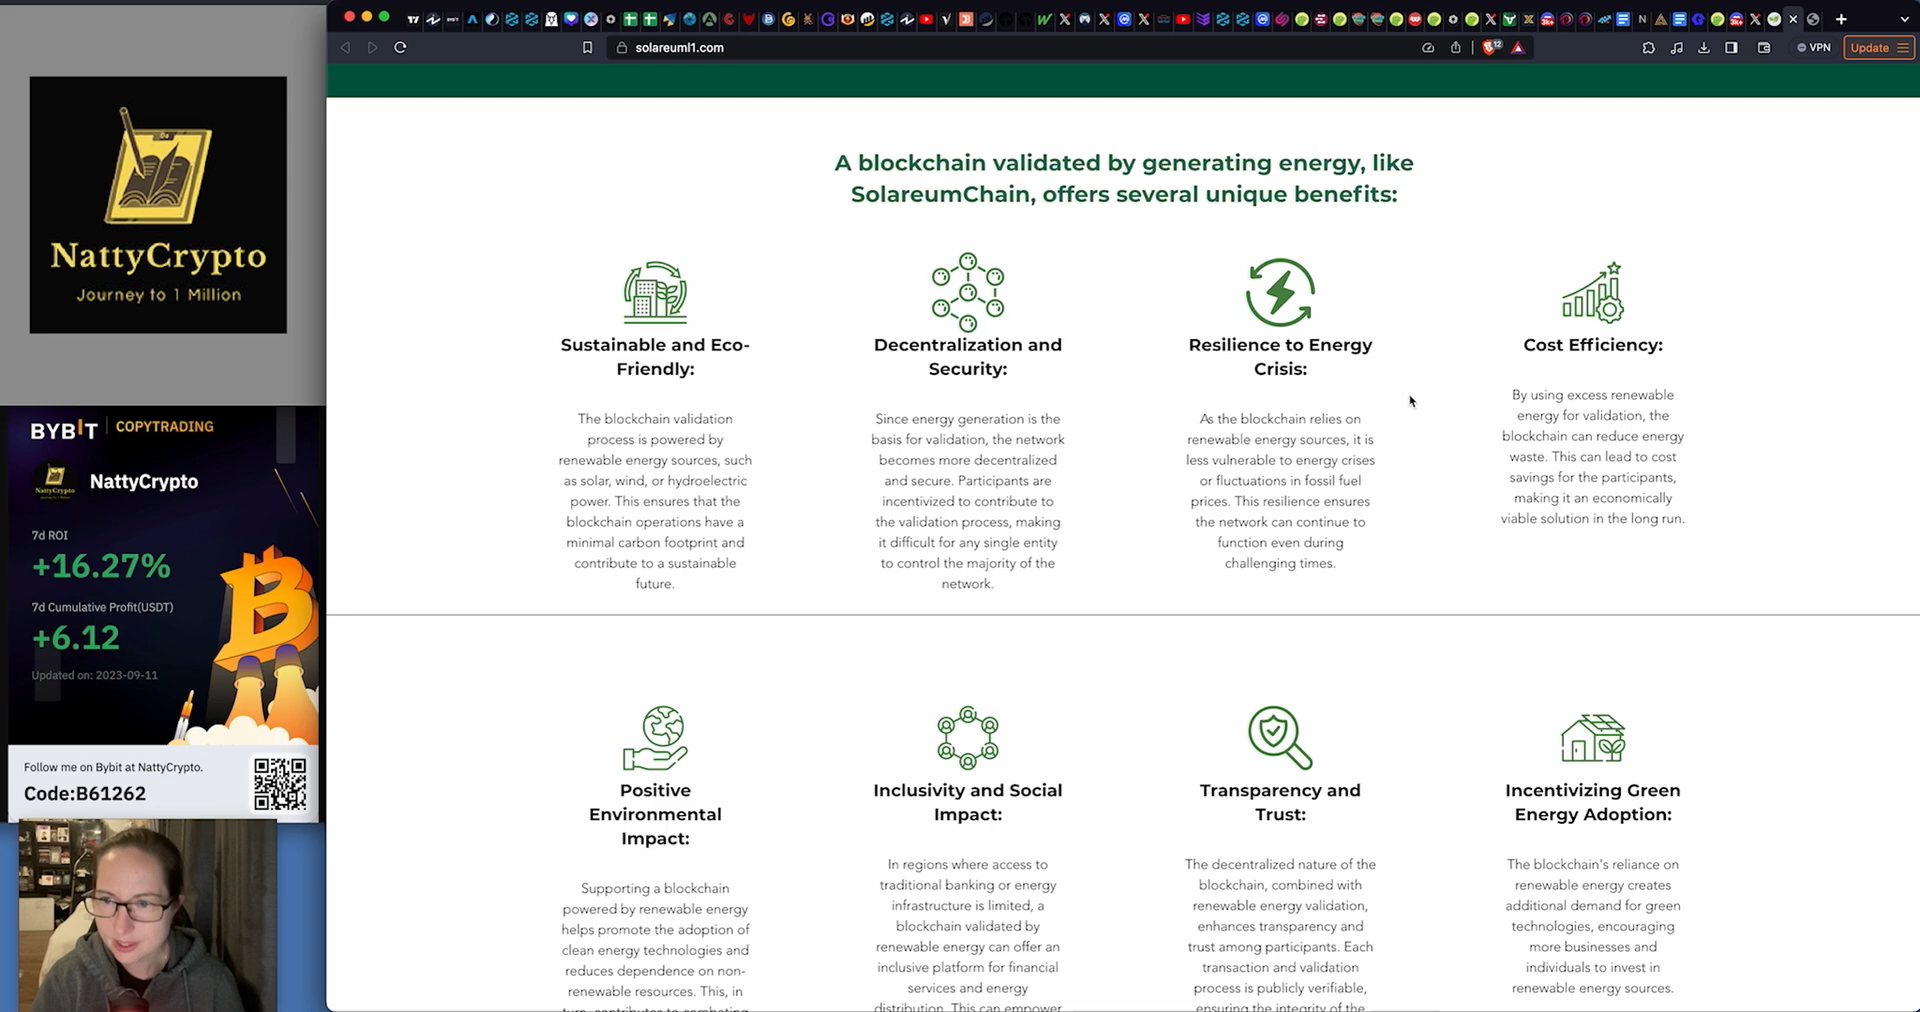 solareuml1.com
12
VPN
Update
NattyCrypto
Journey to 1 Million
BYBIT | COPYTRADING
NattyCrypto
7d ROI
+16.27%
7d Cumulative Profit(USDT)
+6.12
Updated on: 2023-09-11
Follow me on Bybit at NattyCrypto.
Code:B61262
A blockchain validated by generating energy, like
SolareumChain, offers several unique benefits:
Sustainable and Eco-
Friendly:
The blockchain validation
process is powered by
renewable energy sources, such
as solar, wind, or hydroelectric
power. This ensures that the
blockchain operations have a
minimal carbon footprint and
contribute to a sustainable
future.
Decentralization and
Security:
Since energy generation is the
basis for validation, the network
becomes more decentralized
and secure. Participants are
incentivized to contribute to
the validation process, making
it difficult for any single entity
to control the majority of the
network.
Resilience to Energy
Crisis:
As the blockchain relies on
renewable energy sources, it is
less vulnerable to energy crises
or fluctuations in fossil fuel
prices. This resilience ensures
the network can continue to
function even during
challenging times.
Cost Efficiency:
By using excess renewable
energy for validation, the
blockchain can reduce energy
waste. This can lead to cost
savings for the participants,
making it an economically
viable solution in the long run.
Positive
Environmental
Impact:
Supporting a blockchain
powered by renewable energy
helps promote the adoption of
clean energy technologies and
reduces dependence on non-
renewable resources. This, in
turn, contributes to combating
Inclusivity and Social
Impact:
In regions where access to
traditional banking or energy
infrastructure is limited, a
blockchain validated by
renewable energy can offer an
inclusive platform for financial
services and energy
distribution. This can empower
Transparency and
Trust:
The decentralized nature of the
blockchain, combined with
renewable energy validation,
enhances transparency and
trust among participants. Each
transaction and validation
process is publicly verifiable,
ensuring the integrity of the
Incentivizing Green
Energy Adoption:
The blockchain's reliance on
renewable energy creates
additional demand for green
technologies, encouraging
more businesses and
individuals to invest in
renewable energy sources.